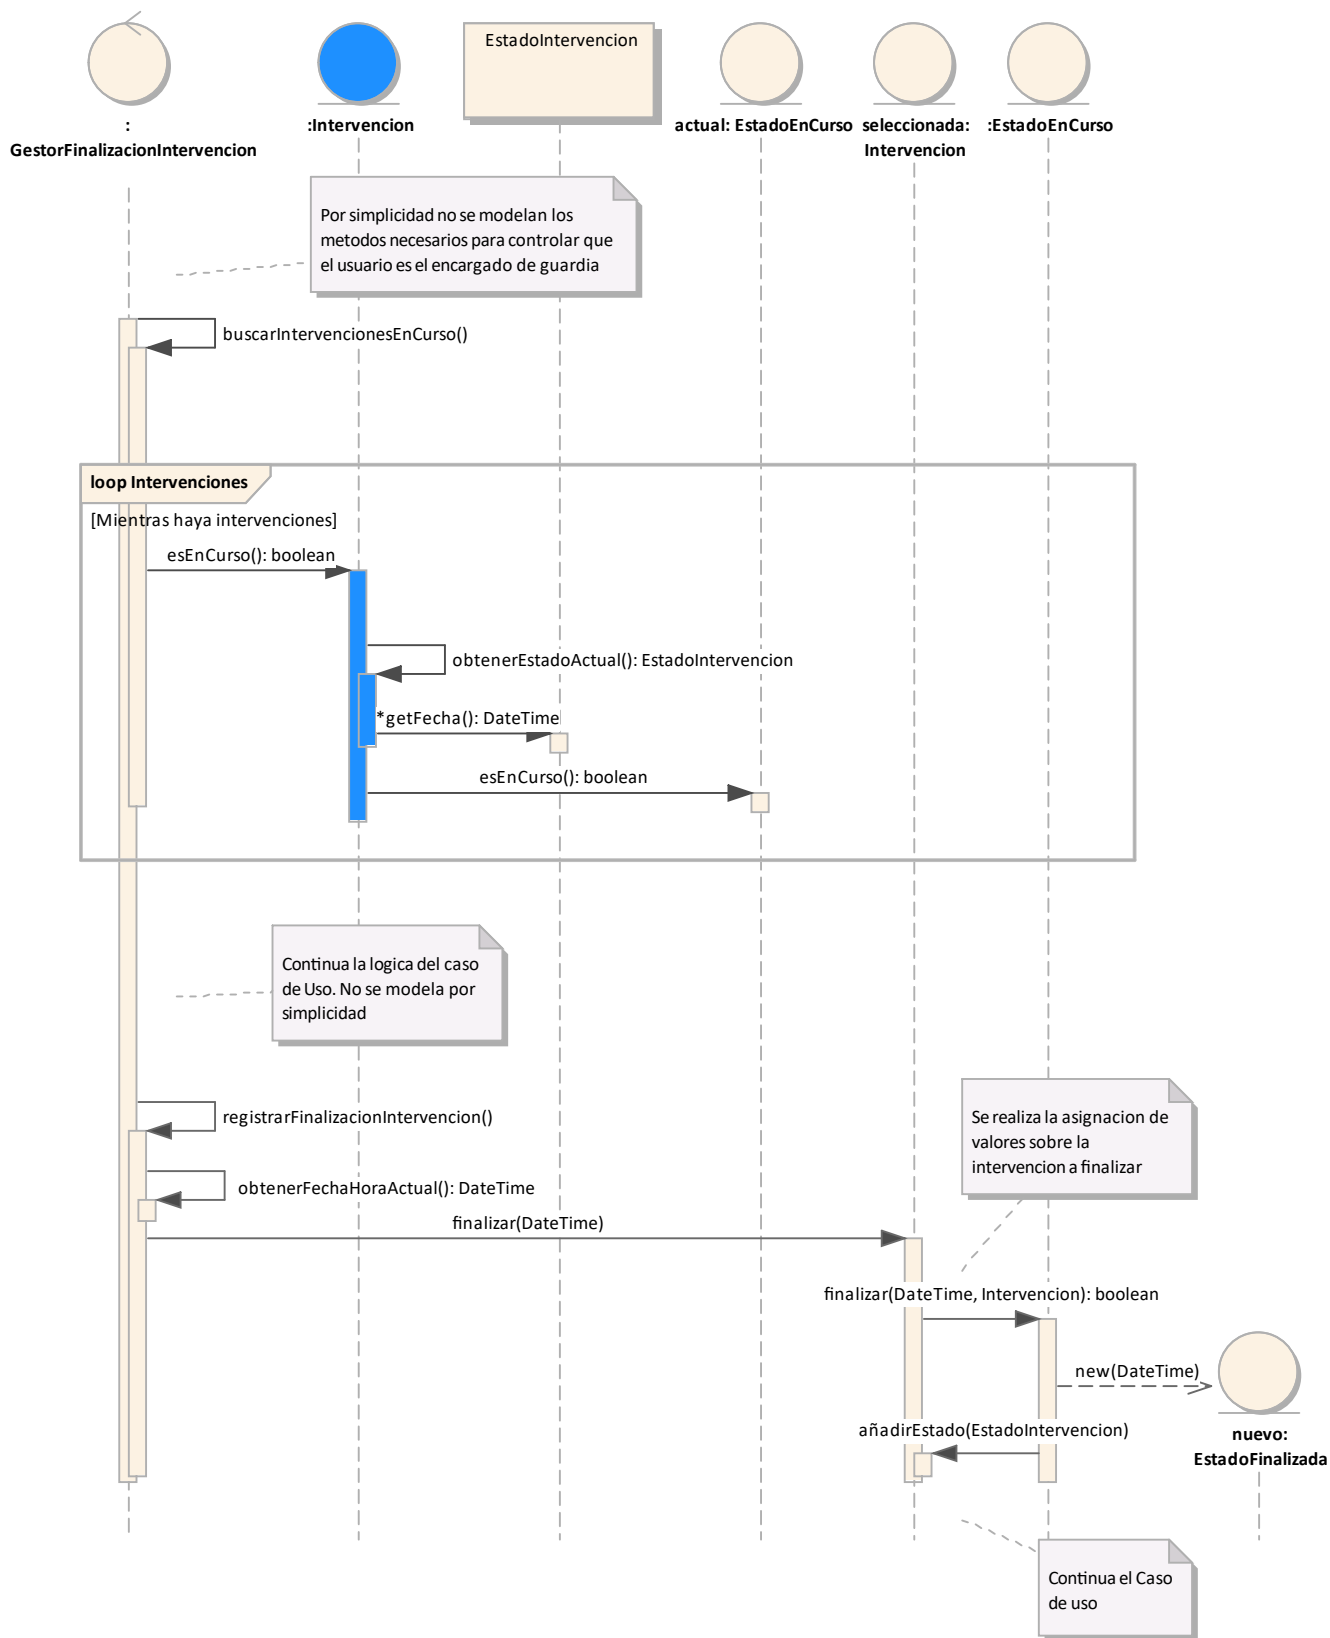 EstadoIntervencion
:
GestorFinalizacionIntervencion
:Intervencion
actual: EstadoEnCurso
seleccionada:
Intervencion
:EstadoEnCurso
Por simplicidad no se modelan los
metodos necesarios para controlar que
el usuario es el encargado de guardia
buscarIntervencionesEnCurso()
loop Intervenciones
[Mientras haya intervenciones]
esEnCurso(): boolean
obtenerEstadoActual(): EstadoIntervencion
*getFecha(): DateTime
esEnCurso(): boolean
Continua la logica del caso
de Uso. No se modela por
simplicidad
registrarFinalizacionIntervencion()
Se realiza la asignacion de
valores sobre la
intervencion a finalizar
obtenerFechaHoraActual(): DateTime
finalizar(DateTime)
finalizar(DateTime, Intervencion): boolean
new(DateTime)
añadirEstado(EstadoIntervencion)
nuevo:
EstadoFinalizada
Continua el Caso
de uso